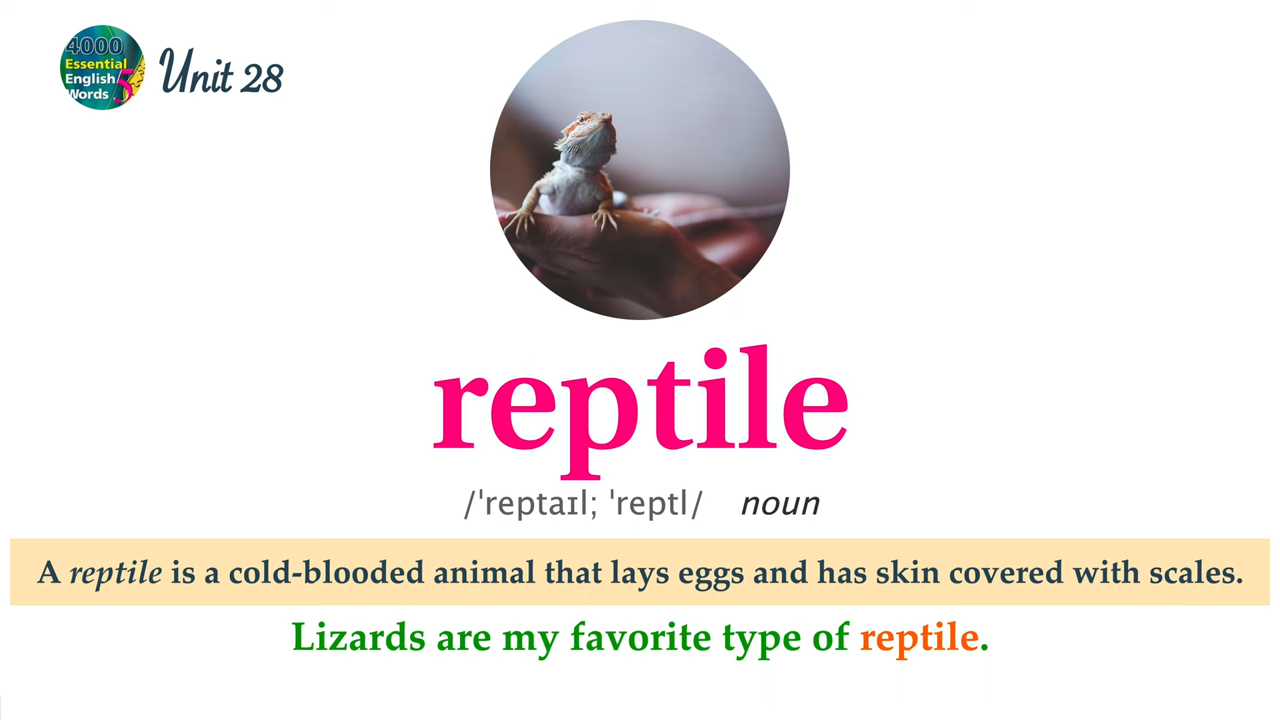 4000
Essential
English
Words 5
Unit 28
reptile
/ˈreptaɪl; ˈreptl/ noun
A reptile is a cold-blooded animal that lays eggs and has skin covered with scales.
Lizards are my favorite type of reptile.